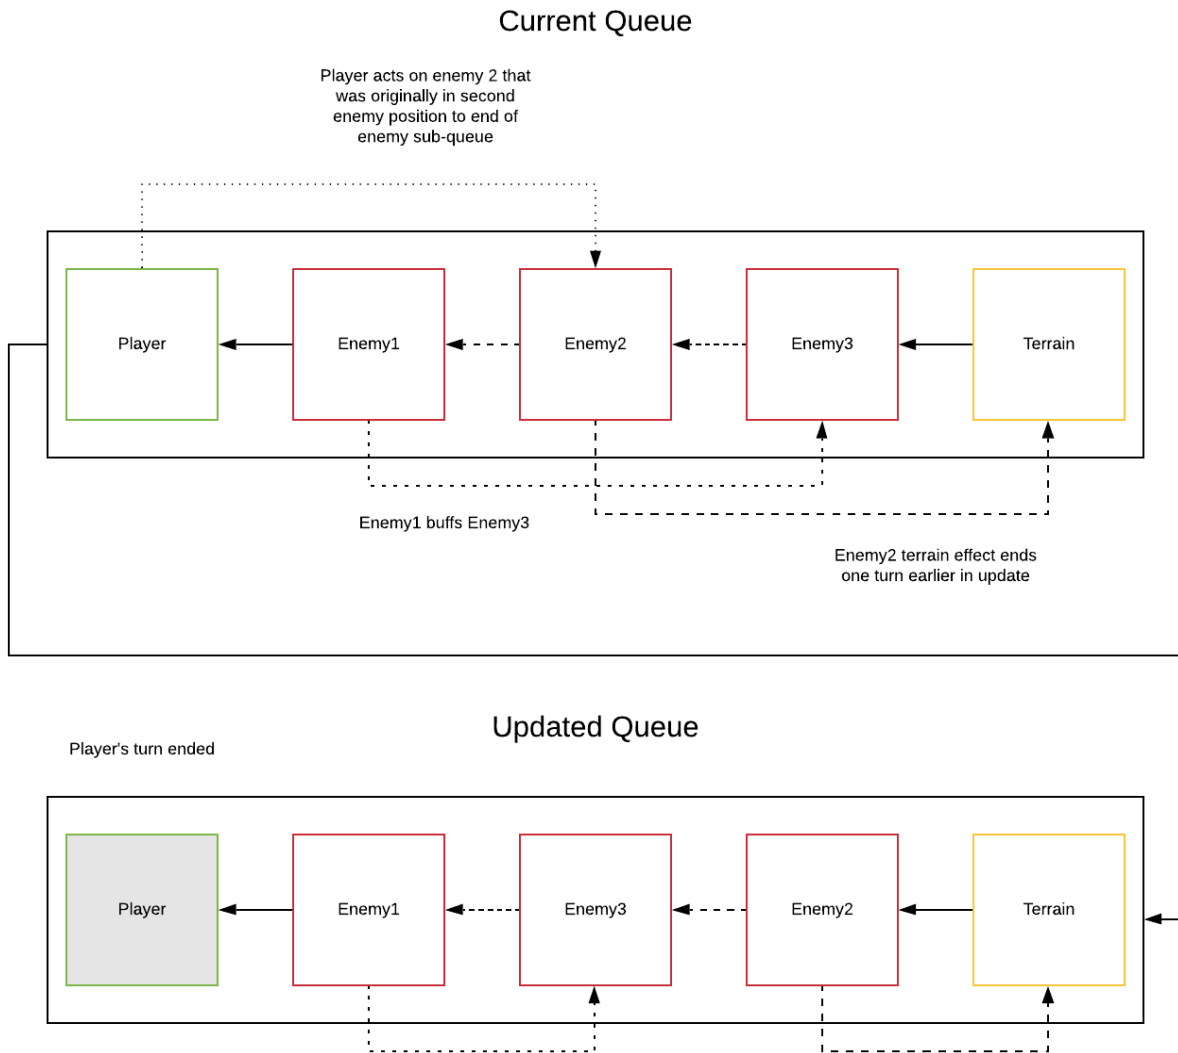 Current Queue
Player acts on enemy 2 that
was originally in second
enemy position to end of
enemy sub-queue
Player
Enemy1
Enemy2
Enemy3
Terrain
Enemy1 buffs Enemy3
Enemy2 terrain effect ends
one turn earlier in update
Updated Queue
Player's turn ended
Player
Enemy1
Enemy3
Enemy2
Terrain